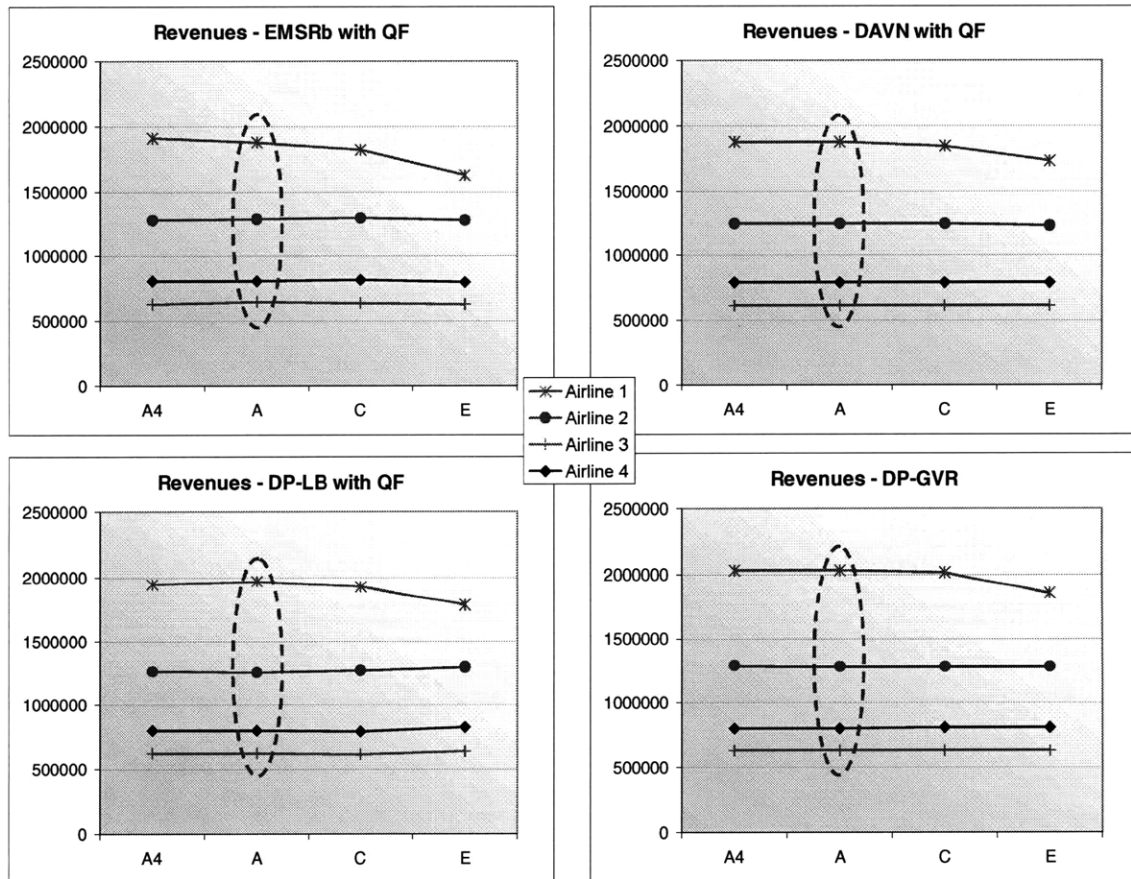 Revenues - EMSRb with QF
2500000
2000000
1500000
1000000
500000
0
A4 A C E
Revenues - DAVN with QF
2500000
2000000
1500000
1000000
500000
0
A4 A C E
Airline 1
Airline 2
Airline 3
Airline 4
Revenues - DP-LB with QF
2500000
2000000
1500000
1000000
500000
0
A4 A C E
Revenues - DP-GVR
2500000
2000000
1500000
1000000
500000
0
A4 A C E